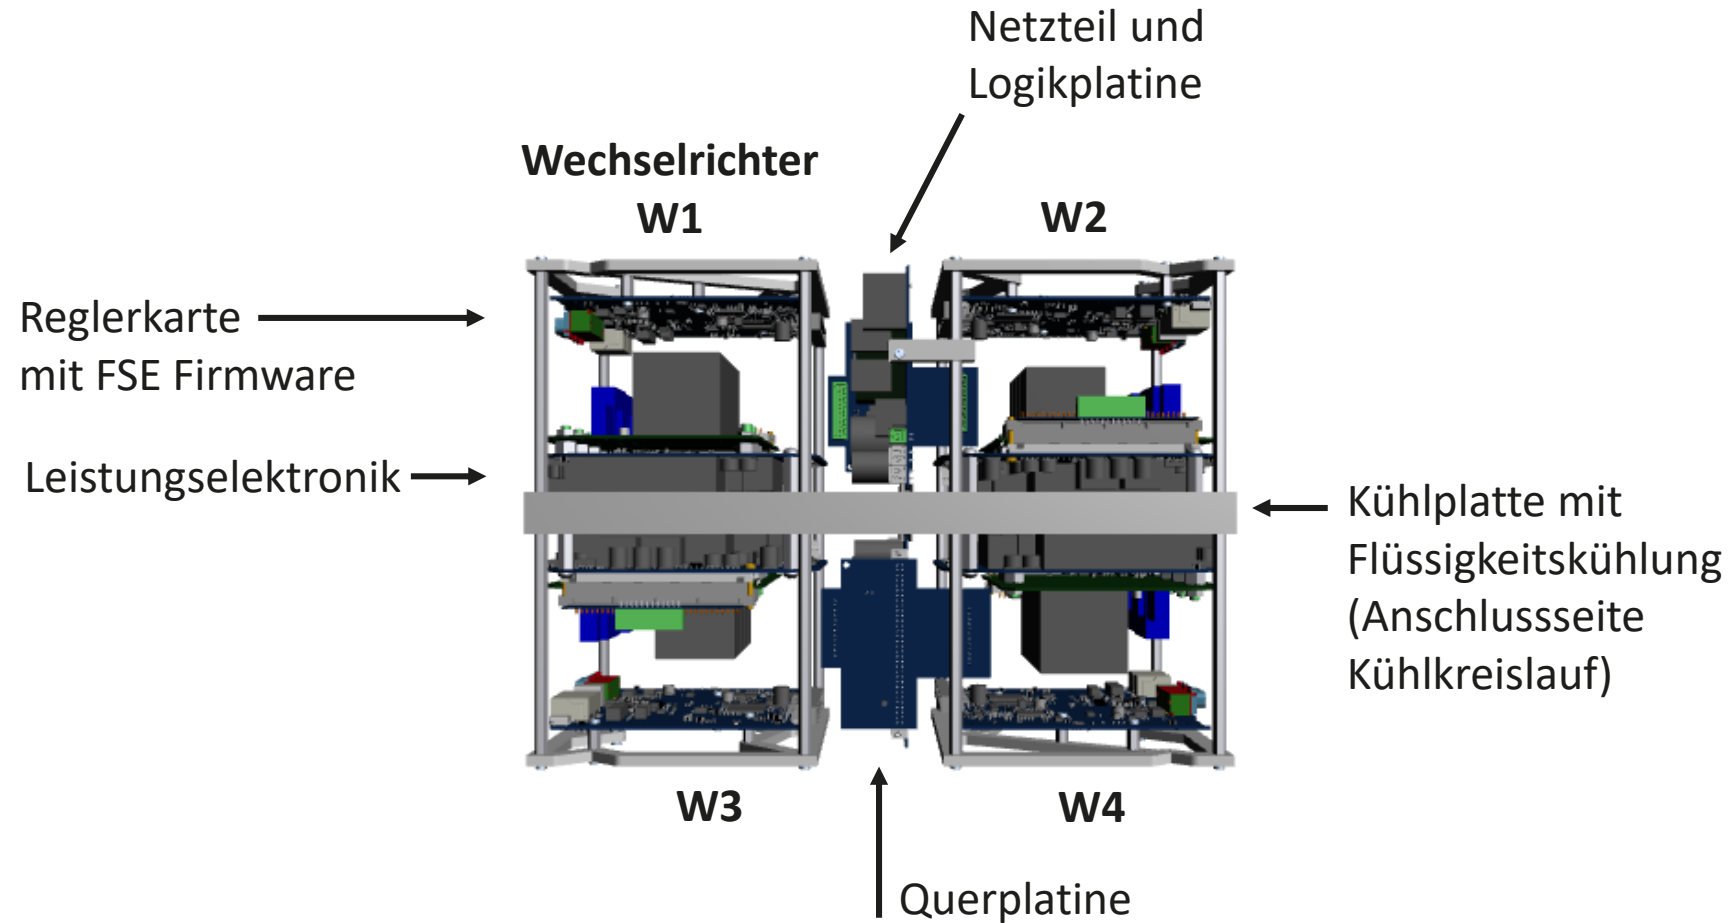 Netzteil und
Logikplatine
Wechselrichter
W1
W2
Reglerkarte
mit FSE Firmware
Leistungselektronik
Kühlplatte mit
Flüssigkeitskühlung
(Anschlussseite
Kühlkreislauf)
W3
W4
Querplatine